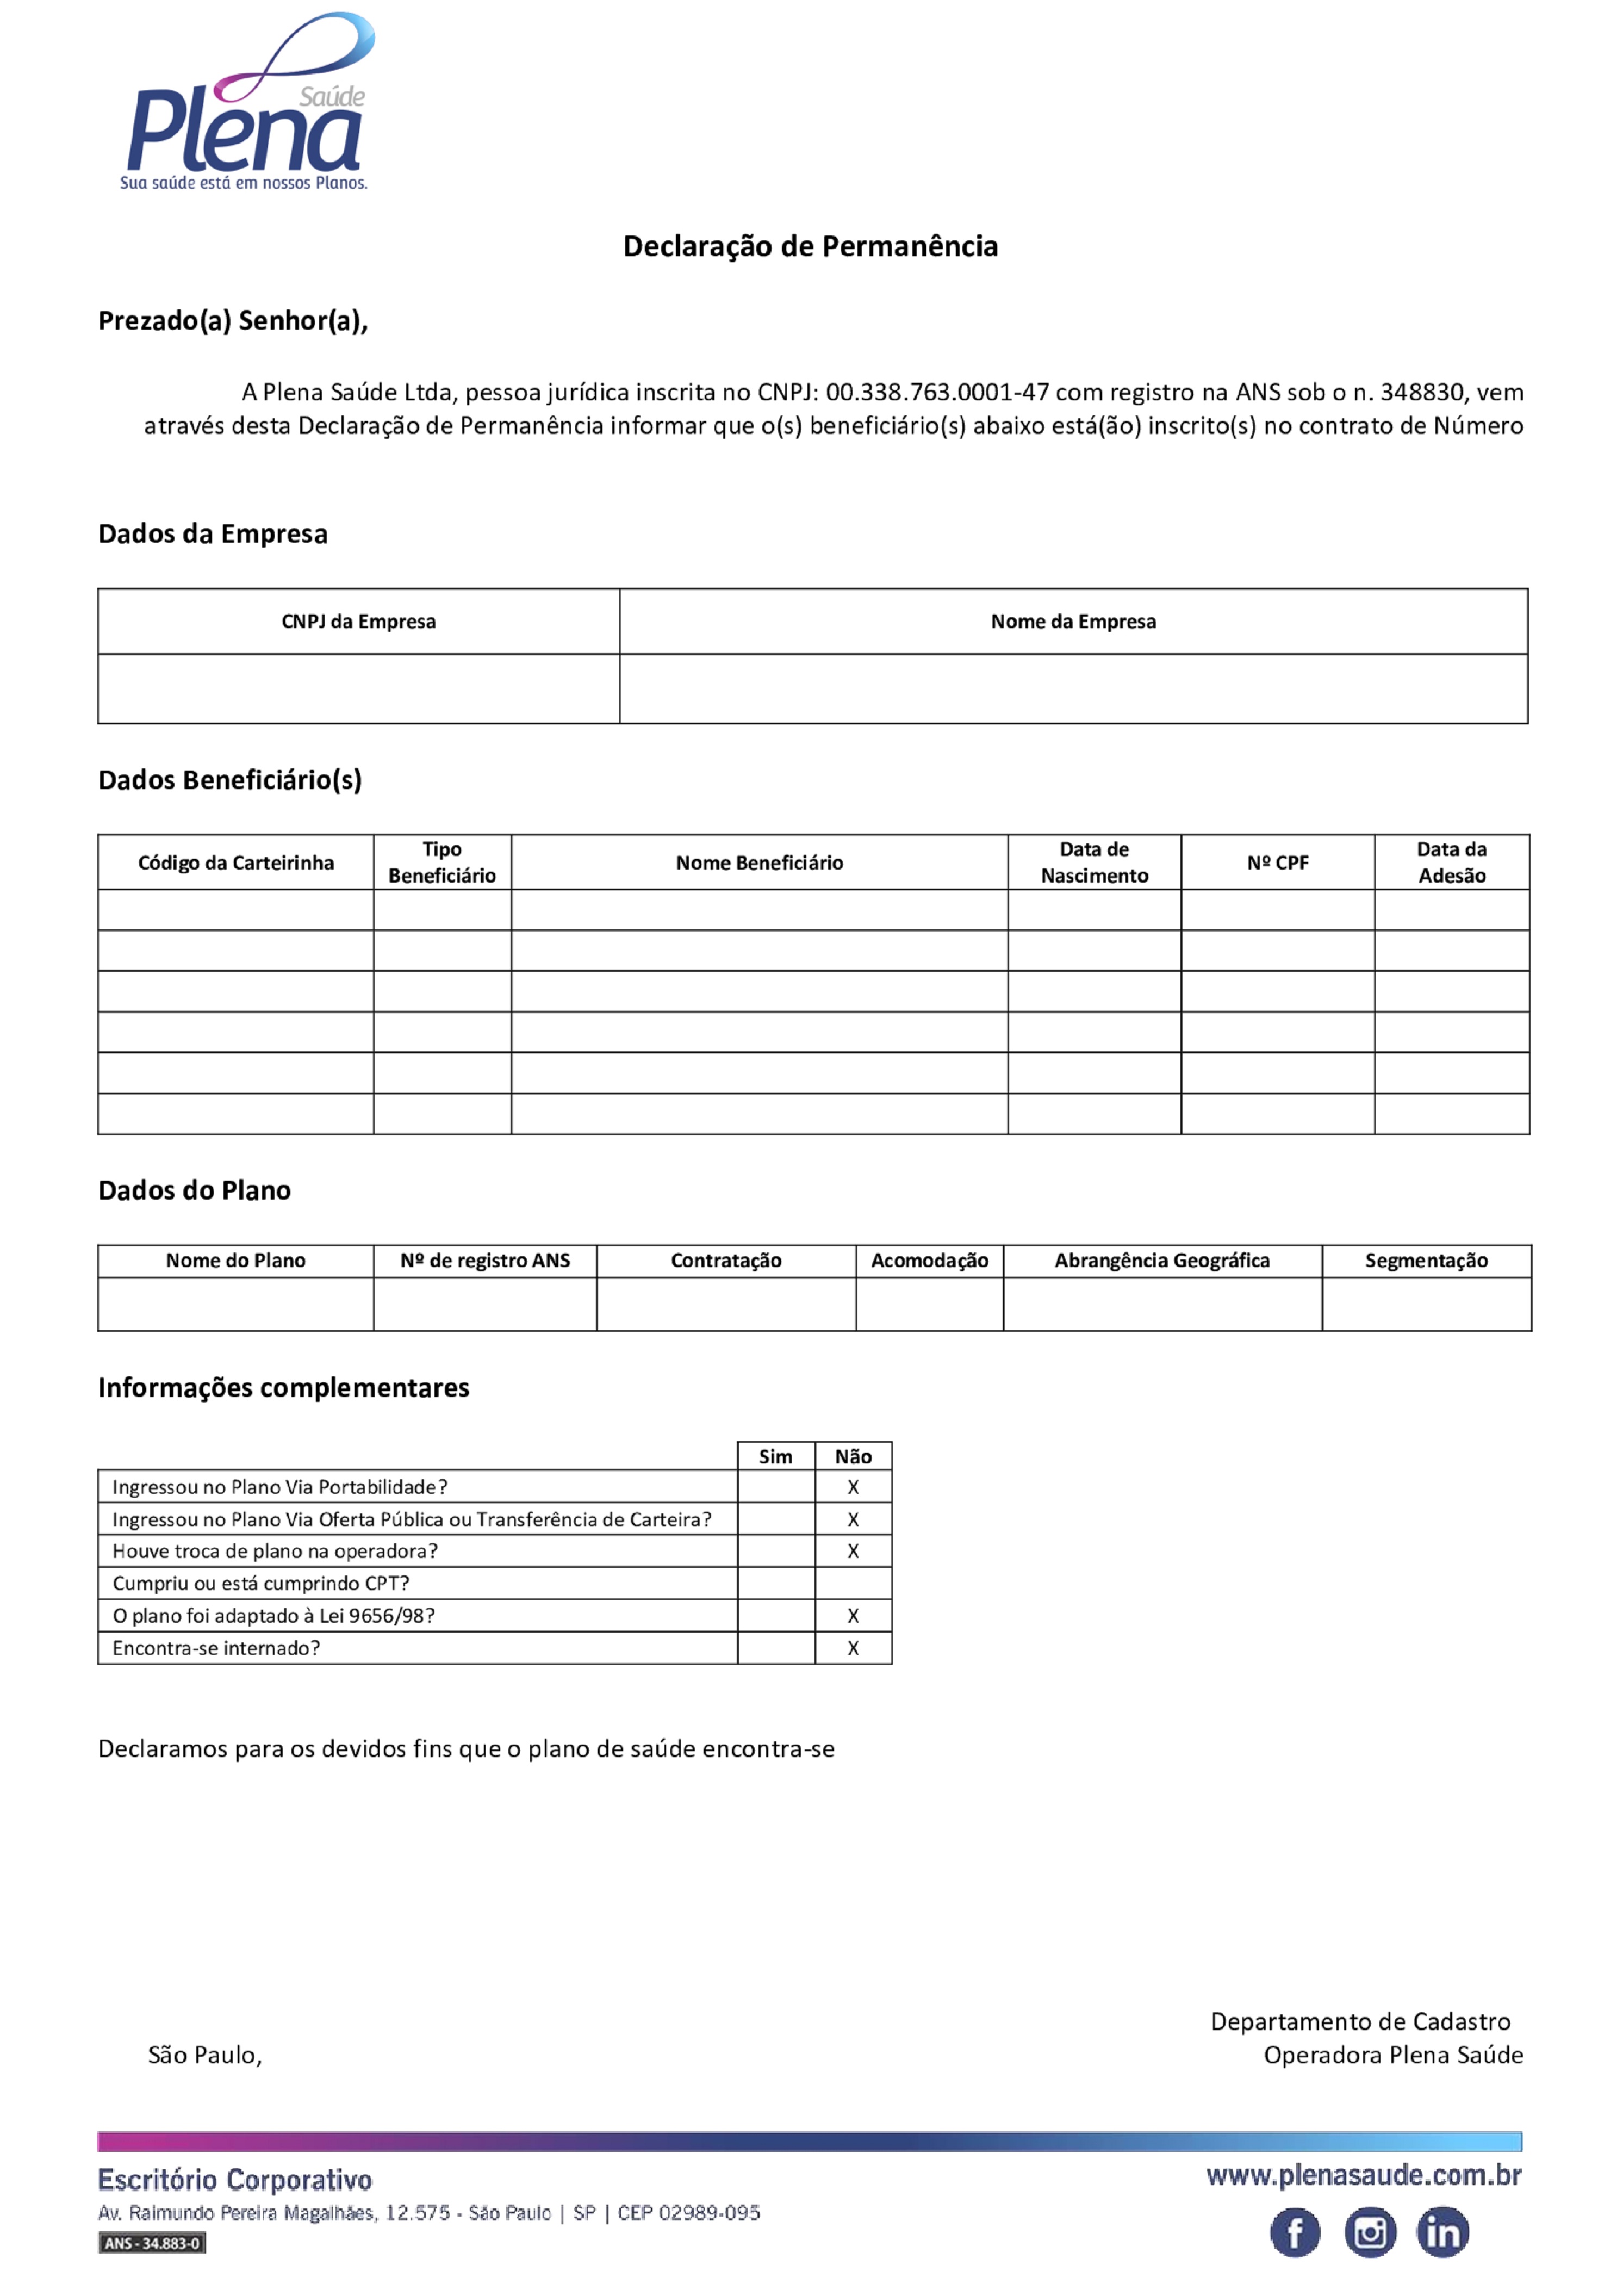 Saúde
Plena
Sua saúde está em nossos Planos.
Declaração de Permanência
Prezado(a) Senhor(a),
A Plena Saúde Ltda, pessoa jurídica inscrita no CNPJ: 00.338.763.0001-47 com registro na ANS sob o n. 348830, vem
através desta Declaração de Permanência informar que o(s) beneficiário(s) abaixo está(ão) inscrito(s) no contrato de Número
Dados da Empresa
CNPJ da Empresa Nome da Empresa
Dados Beneficiário(s)
Código da Carteirinha Tipo Beneficiário Nome Beneficiário Data de Nascimento Nº CPF Data da Adesão
Dados do Plano
Nome do Plano Nº de registro ANS Contratação Acomodação Abrangência Geográfica Segmentação
Informações complementares
Sim Não
Ingressou no Plano Via Portabilidade? X
Ingressou no Plano Via Oferta Pública ou Transferência de Carteira? X
Houve troca de plano na operadora? X
Cumpriu ou está cumprindo CPT?
O plano foi adaptado à Lei 9656/98? X
Encontra-se internado? X
Declaramos para os devidos fins que o plano de saúde encontra-se
Departamento de Cadastro
São Paulo, Operadora Plena Saúde
Escritório Corporativo www.plenasaude.com.br
Av. Raimundo Pereira Magalhães, 12.575 - São Paulo | SP | CEP 02989-095
ANS - 34.883-0